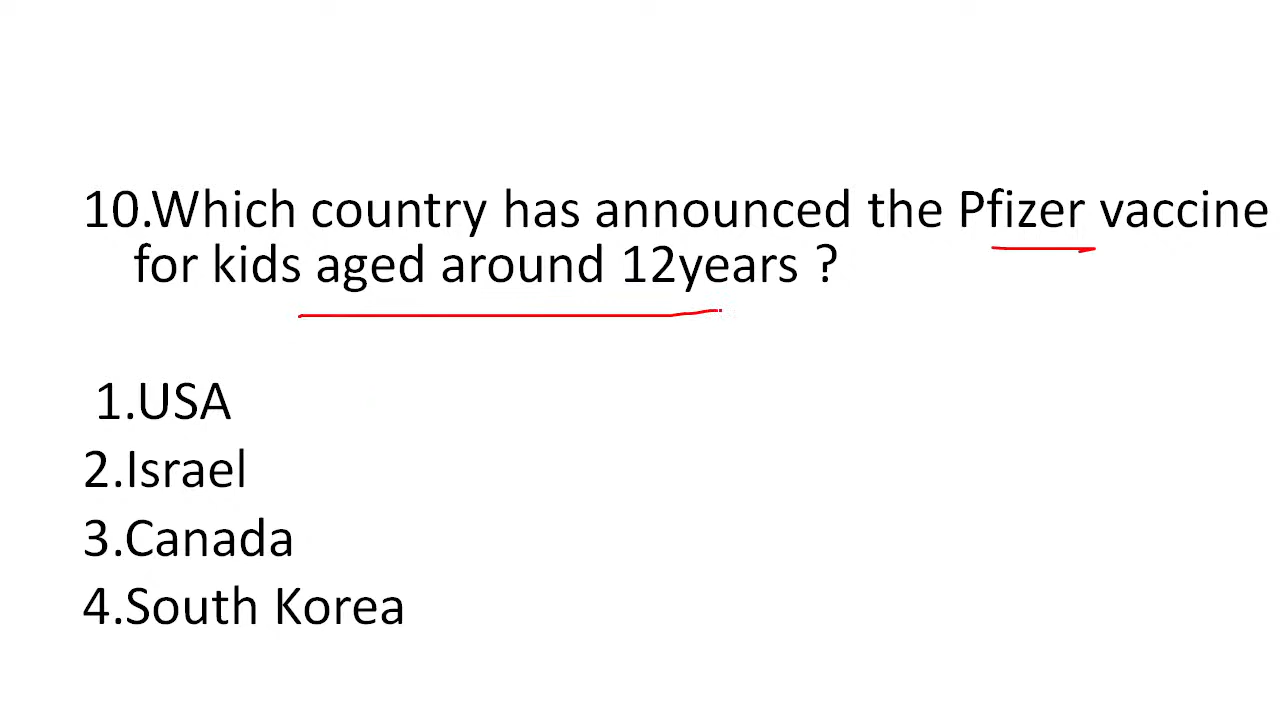 10.Which country has announced the Pfizer vaccine
for kids aged around 12years ?
1.USA
2.Israel
3.Canada
4.South Korea